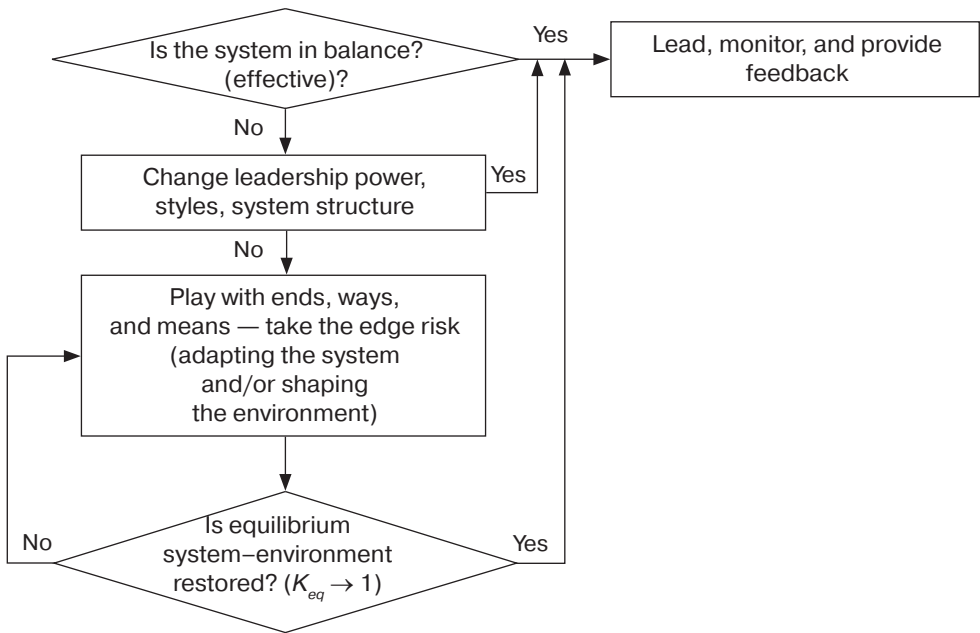 Is the system in balance?
(effective)?
Yes
Lead, monitor, and provide
feedback
No
Change leadership power,
styles, system structure
Yes
No
Play with ends, ways,
and means — take the edge risk
(adapting the system
and/or shaping
the environment)
Is equilibrium
system–environment
restored? (K_eq → 1)
No
Yes